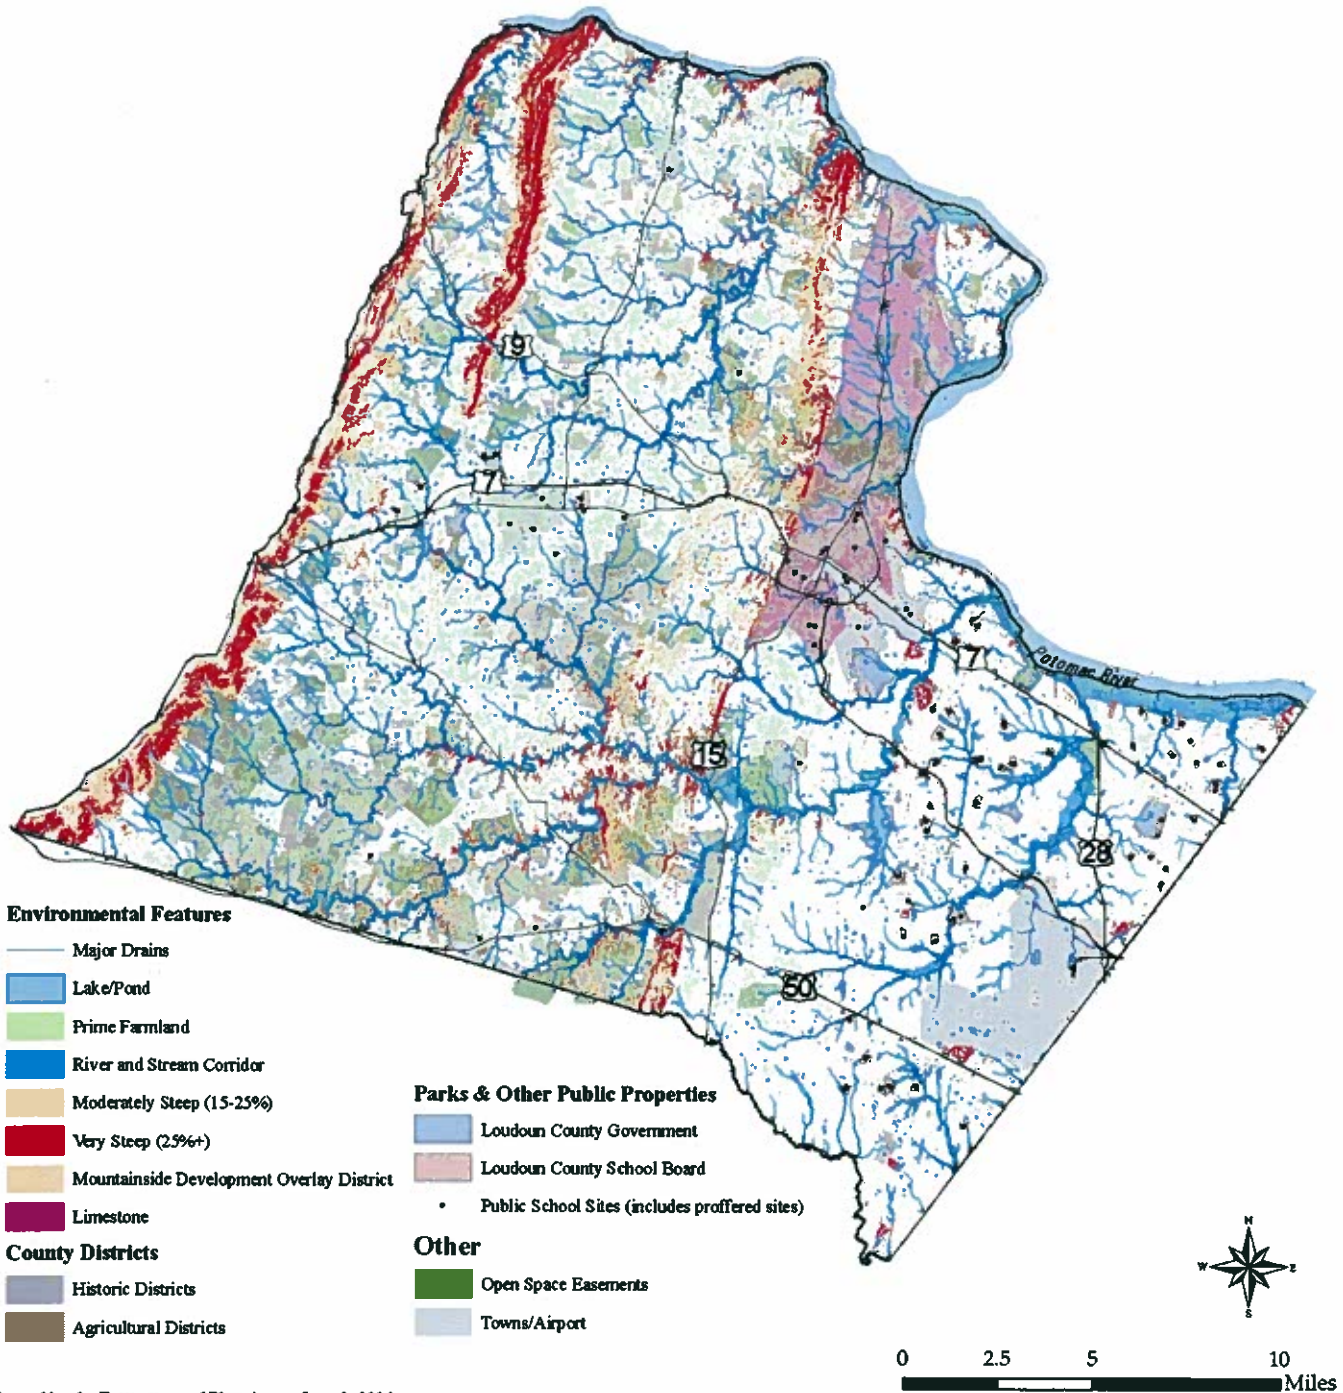 9
7
7
Potomac River
15
28
50
Environmental Features
Major Drains
Lake/Pond
Prime Farmland
River and Stream Corridor
Moderately Steep (15-25%)
Very Steep (25%+)
Mountainside Development Overlay District
Limestone
County Districts
Historic Districts
Agricultural Districts
Parks & Other Public Properties
Loudoun County Government
Loudoun County School Board
Public School Sites (includes proffered sites)
Other
Open Space Easements
Towns/Airport
N
W E
S
0 2.5 5 10
Miles